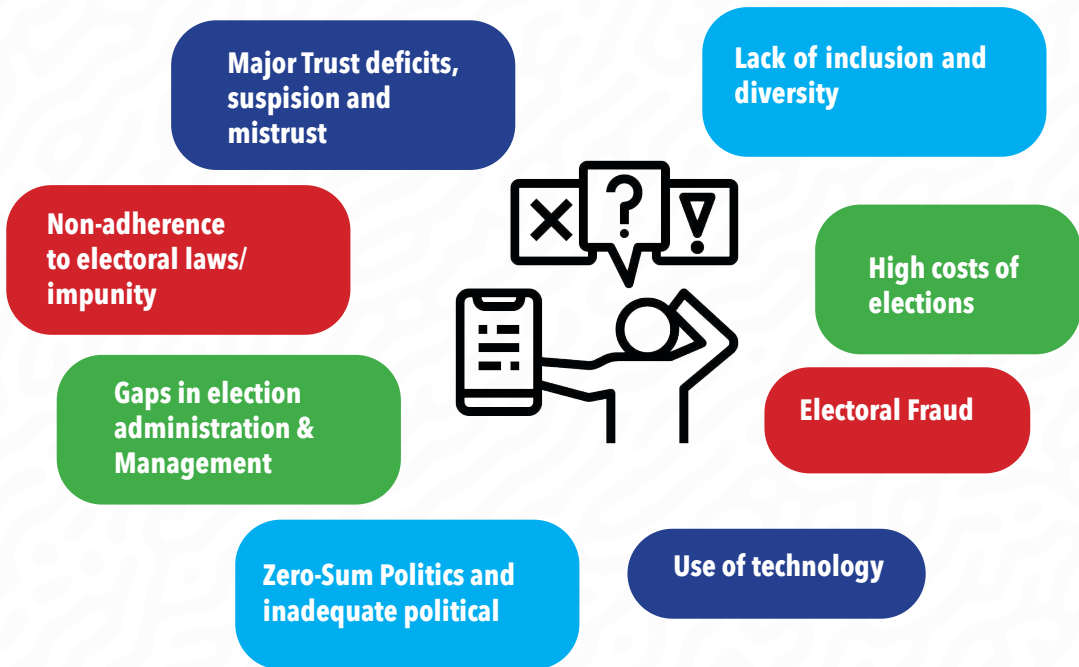 Major Trust deficits,
suspision and
mistrust
Lack of inclusion and
diversity
Non-adherence
to electoral laws/
impunity
High costs of
elections
Gaps in election
administration &
Management
Electoral Fraud
Zero-Sum Politics and
inadequate political
Use of technology